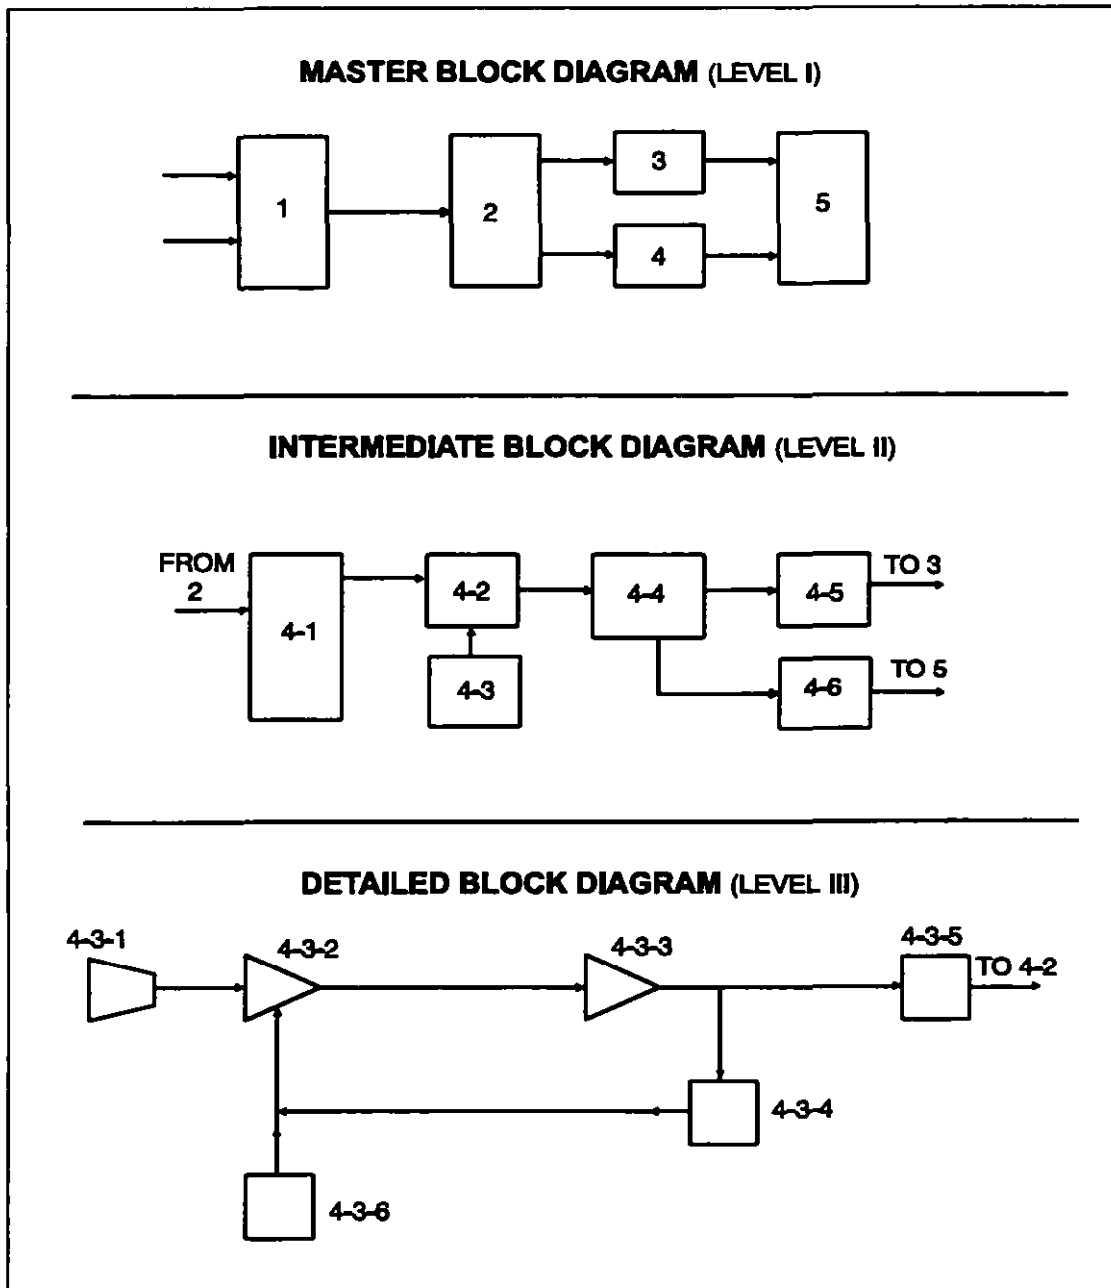 MASTER BLOCK DIAGRAM (LEVEL I)
1
2
3
4
5
INTERMEDIATE BLOCK DIAGRAM (LEVEL II)
FROM
2
4-1
4-2
4-3
4-4
4-5
TO 3
4-6
TO 5
DETAILED BLOCK DIAGRAM (LEVEL III)
4-3-1
4-3-2
4-3-3
4-3-5
TO 4-2
4-3-4
4-3-6